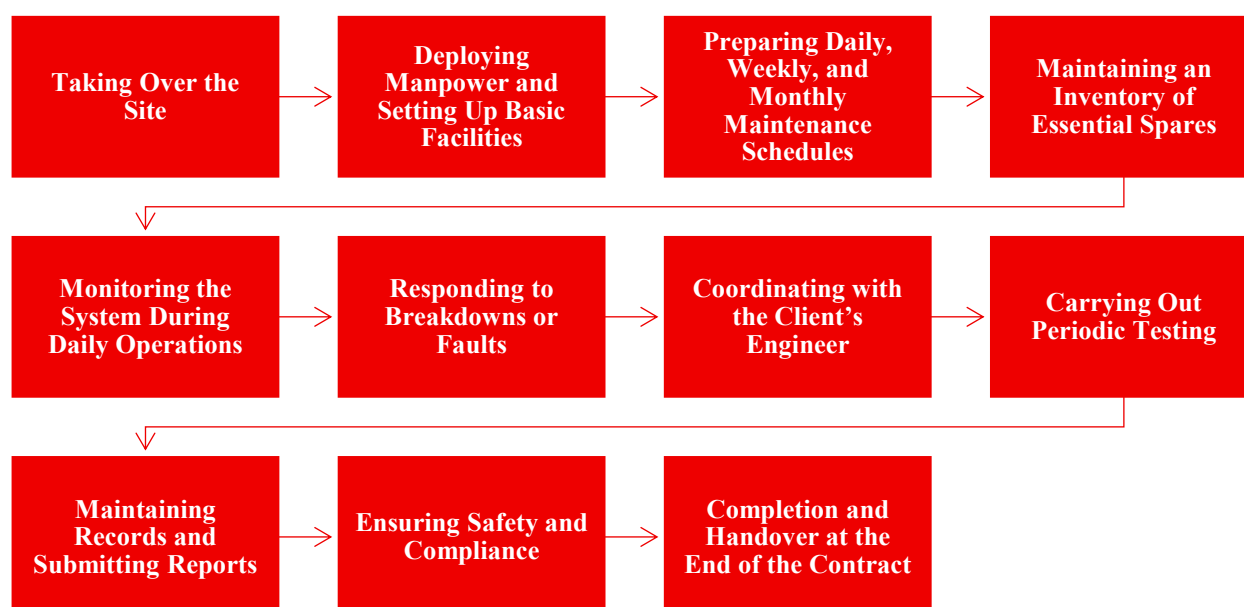 Taking Over the
Site
Deploying
Manpower and
Setting Up Basic
Facilities
Preparing Daily,
Weekly, and
Monthly
Maintenance
Schedules
Maintaining an
Inventory of
Essential Spares
Monitoring the
System During
Daily Operations
Responding to
Breakdowns or
Faults
Coordinating with
the Client’s
Engineer
Carrying Out
Periodic Testing
Maintaining
Records and
Submitting Reports
Ensuring Safety and
Compliance
Completion and
Handover at the
End of the Contract